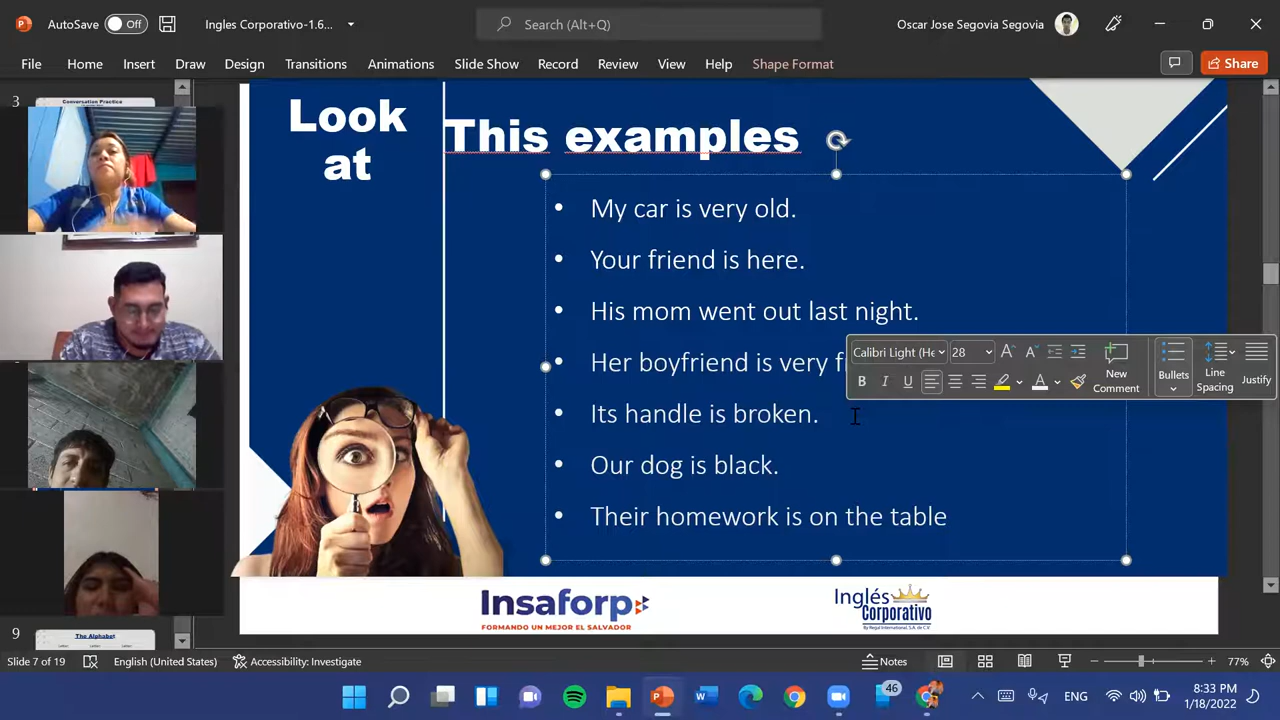 AutoSave Off Ingles Corporativo-1.6... Search (Alt+Q) Oscar Jose Segovia Segovia
File Home Insert Draw Design Transitions Animations Slide Show Record Review View Help Shape Format Share
3
Conversation Practice
Look
at
This examples
• My car is very old.
• Your friend is here.
• His mom went out last night.
• Her boyfriend is very
• Its handle is broken.
• Our dog is black.
• Their homework is on the table
Calibri Light (He 28
New
Comment
Bullets
Line
Spacing
Justify
Insaforp
FORMANDO UN MEJOR EL SALVADOR
Inglés
Corporativo
By Regal International, S.A. de C.V.
9
The Alphabet
Slide 7 of 19 English (United States) Accessibility: Investigate Notes 77%
46 ENG 8:33 PM
1/18/2022